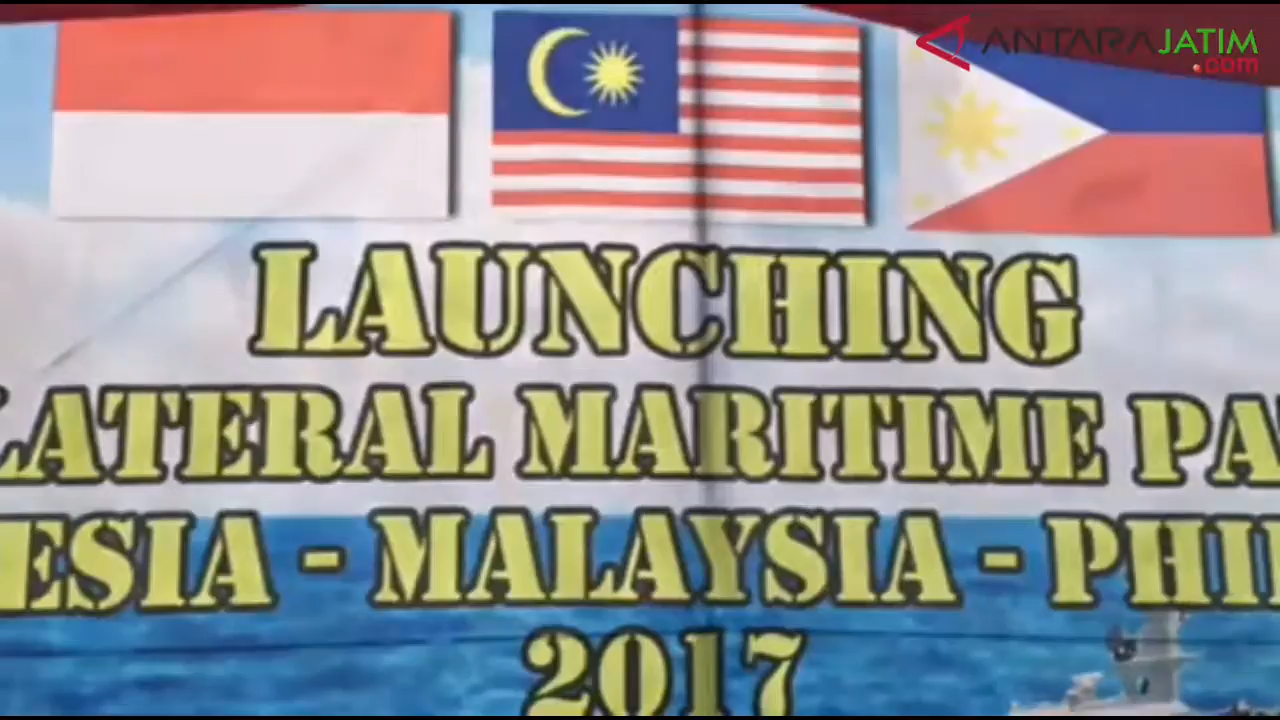 ANTARAJATIM
.com
LAUNCHING
LATERAL MARITIME PA
ESIA - MALAYSIA - PHI
2017